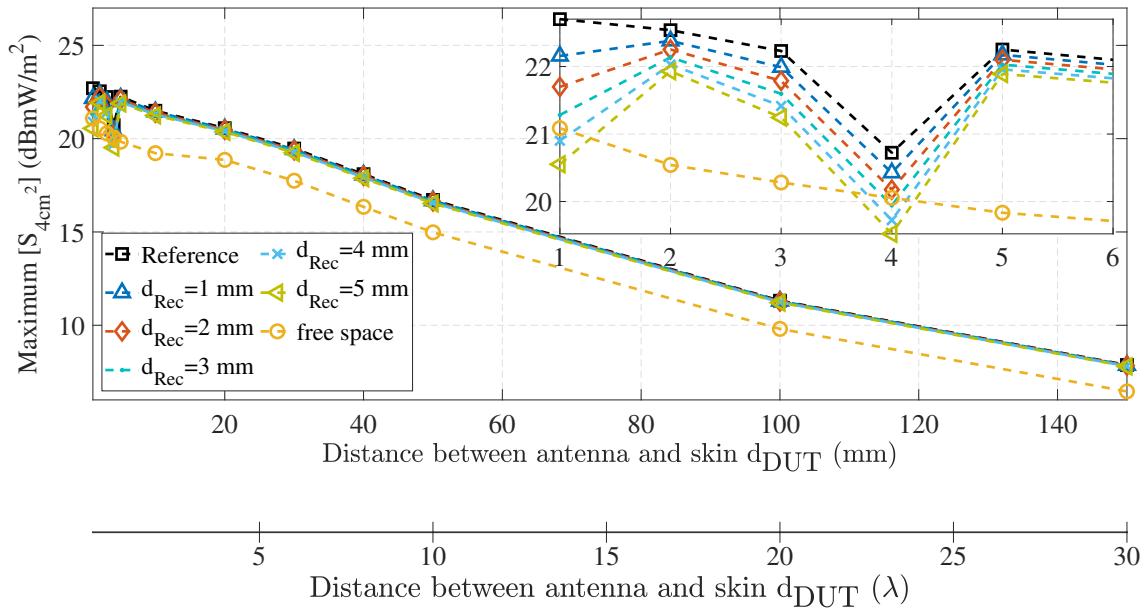 Maximum [S4cm2] (dBmW/m2)
25
20
15
10
22
21
20
1 2 3 4 5 6
Reference
dRec=1 mm
dRec=2 mm
dRec=3 mm
dRec=4 mm
dRec=5 mm
free space
20 40 60 80 100 120 140
Distance between antenna and skin dDUT (mm)
5 10 15 20 25 30
Distance between antenna and skin dDUT (λ)